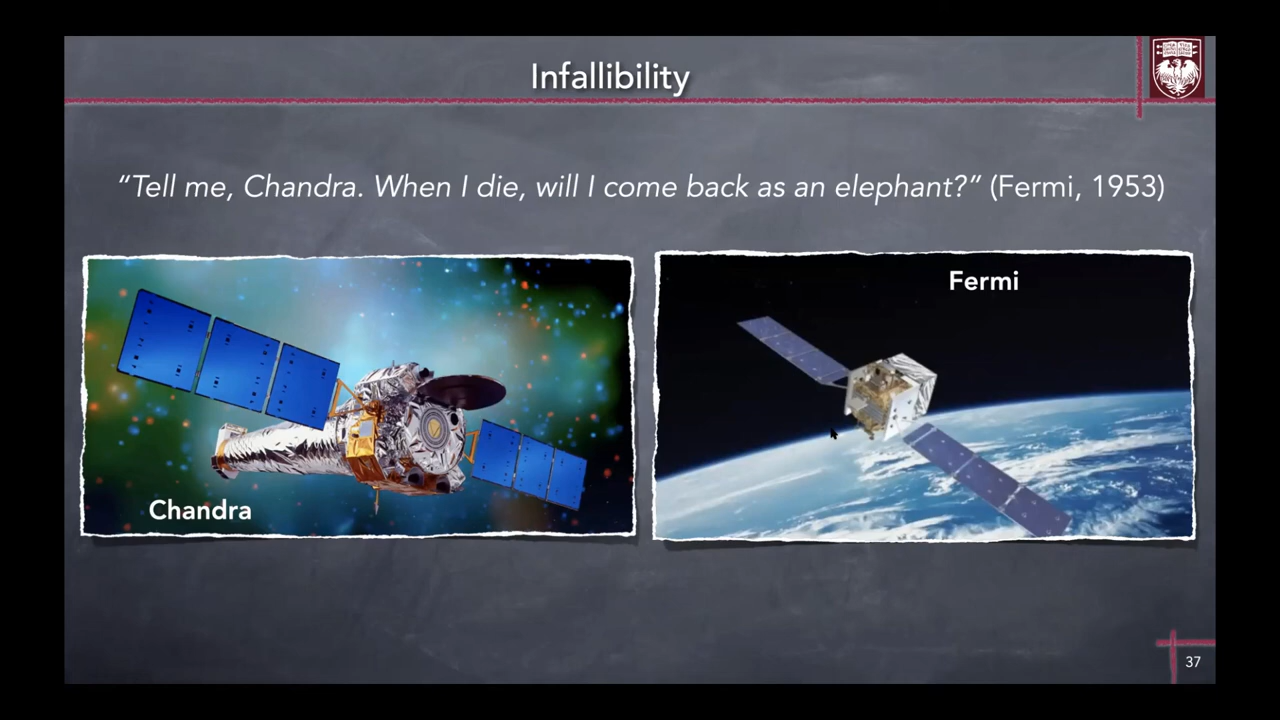 Infallibility
“Tell me, Chandra. When I die, will I come back as an elephant?“ (Fermi, 1953)
Fermi
Chandra
37